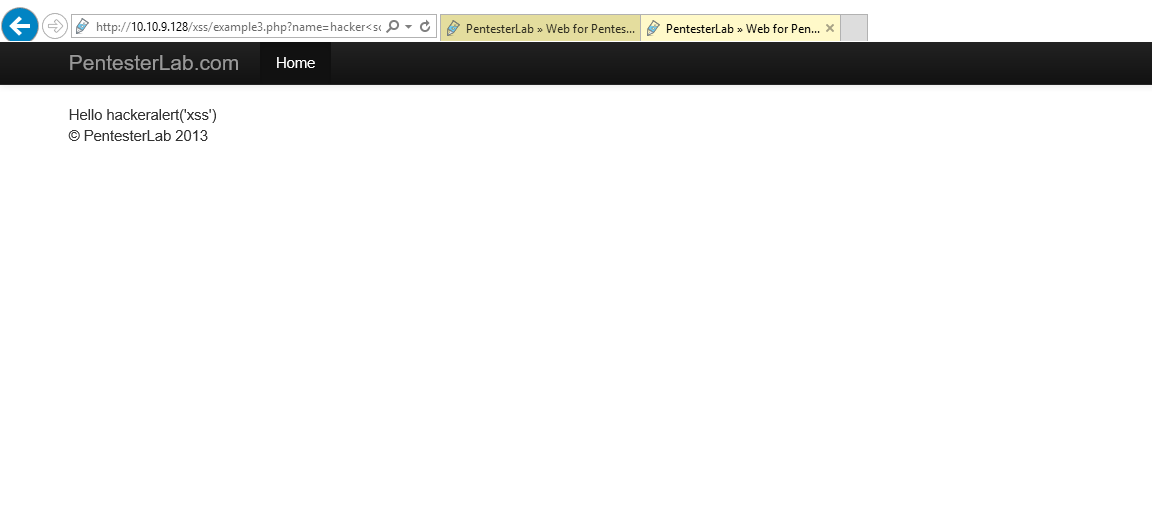 http://10.10.9.128/xss/example3.php?name=hacker<sc
PentesterLab » Web for Pentes...
PentesterLab » Web for Pen...
PentesterLab.com
Home
Hello hackeralert('xss')
© PentesterLab 2013